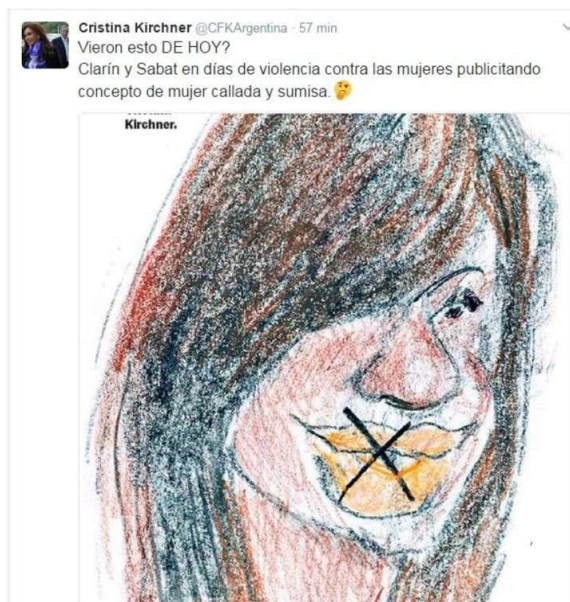 Cristina Kirchner @CFKArgentina · 57 min
Vieron esto DE HOY?
Clarín y Sabat en días de violencia contra las mujeres publicitando
concepto de mujer callada y sumisa. 🤔
Kirchner.